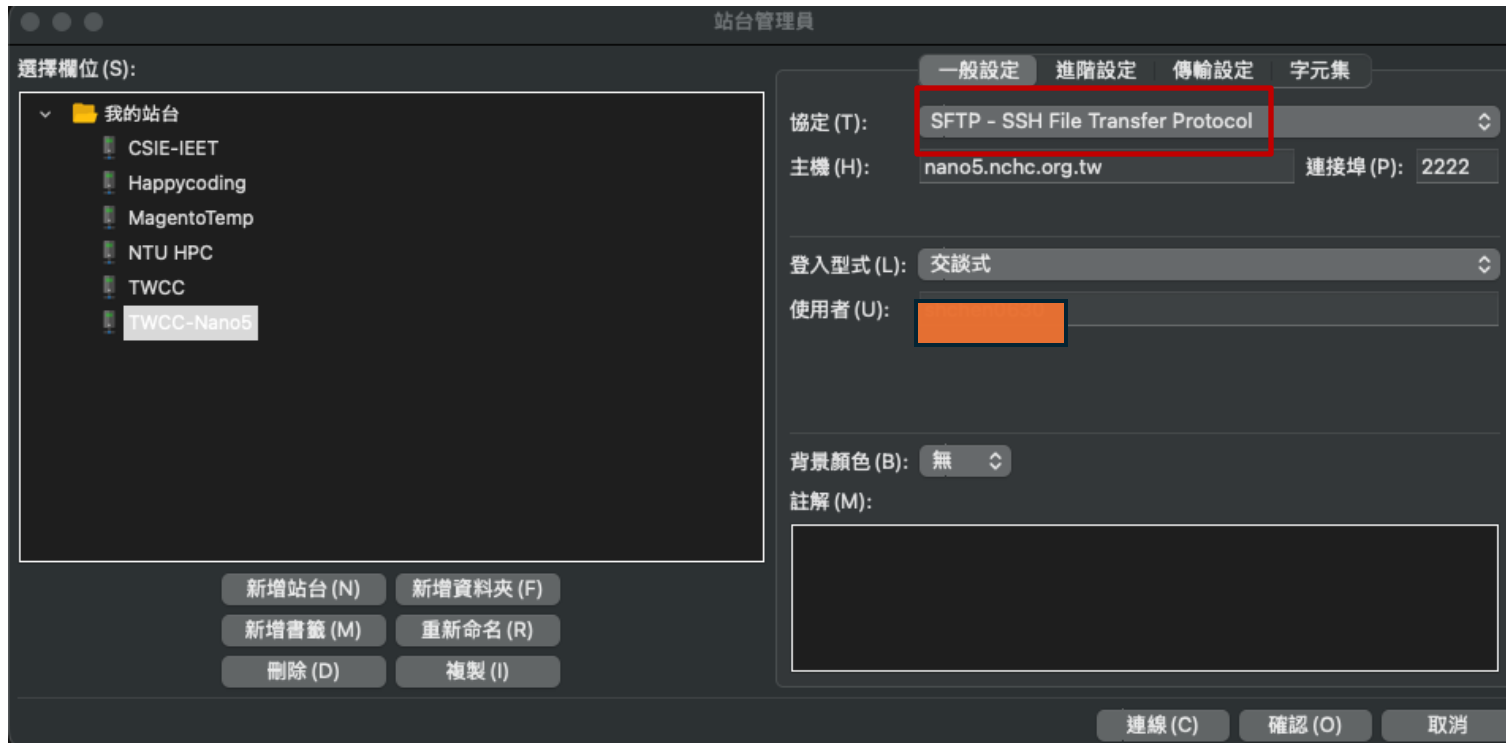 站台管理員
選擇欄位(S):
我的站台
CSIE-IEET
Happycoding
MagentoTemp
NTU HPC
TWCC
TWCC-Nano5
新增站台(N) 新增資料夾(F)
新增書籤(M) 重新命名(R)
刪除(D) 複製(I)
一般設定 進階設定 傳輸設定 字元集
協定(T): SFTP - SSH File Transfer Protocol
主機(H): nano5.nchc.org.tw 連接埠(P): 2222
登入型式(L): 交談式
使用者(U):
背景顏色(B): 無
註解(M):
連線(C) 確認(O) 取消